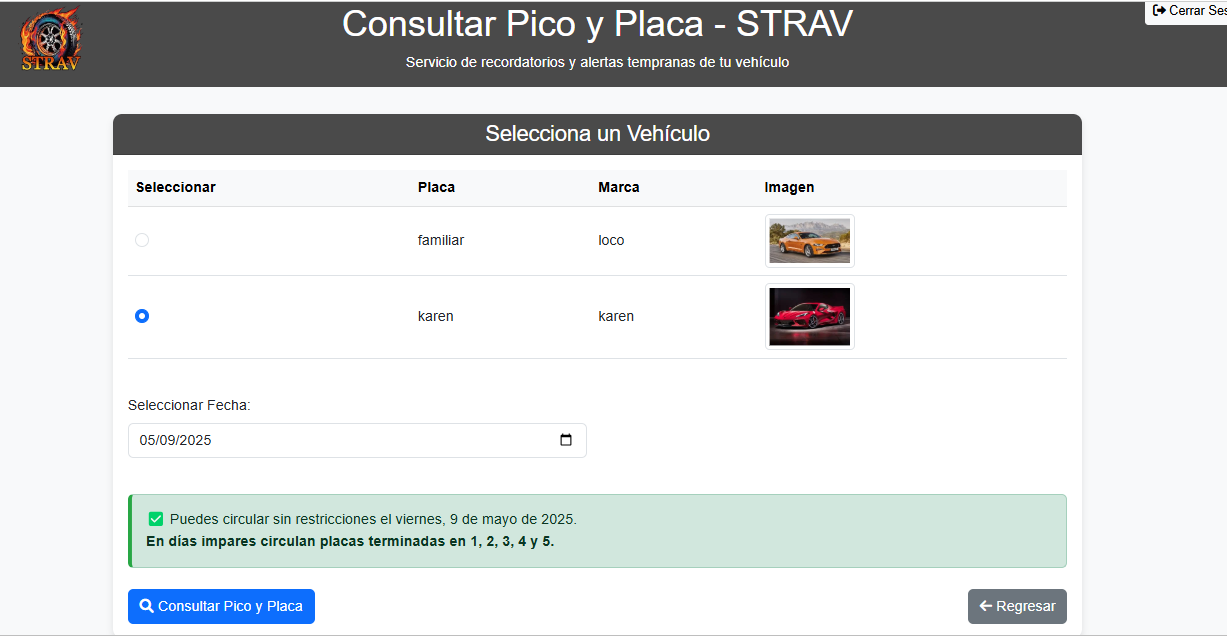 STRAV
Consultar Pico y Placa - STRAV
Cerrar Ses
Servicio de recordatorios y alertas tempranas de tu vehículo
Selecciona un Vehículo
Seleccionar Placa Marca Imagen
familiar loco
karen karen
Seleccionar Fecha:
05/09/2025
Puedes circular sin restricciones el viernes, 9 de mayo de 2025.
En días impares circulan placas terminadas en 1, 2, 3, 4 y 5.
Consultar Pico y Placa
Regresar